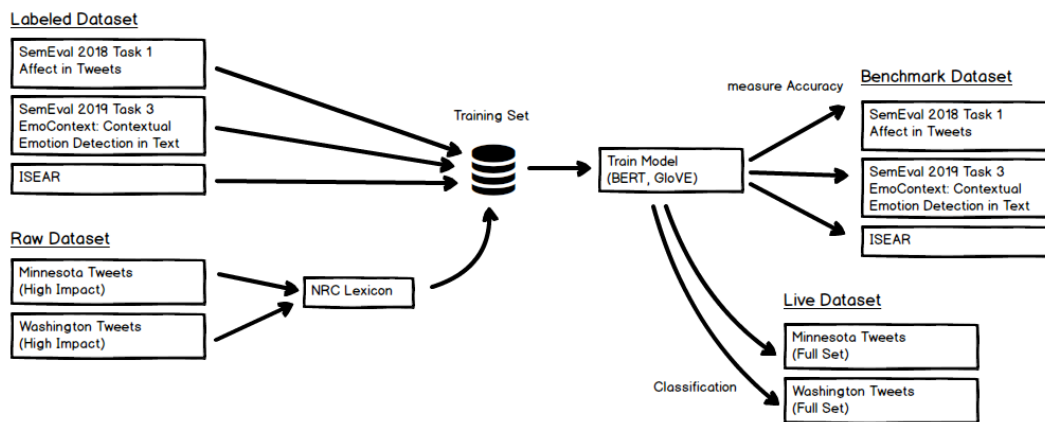 Labeled Dataset
SemEval 2018 Task 1
Affect in Tweets
SemEval 2019 Task 3
EmoContext: Contextual
Emotion Detection in Text
ISEAR
Raw Dataset
Minnesota Tweets
(High Impact)
Washington Tweets
(High Impact)
NRC Lexicon
Training Set
Train Model
(BERT, GloVE)
measure Accuracy
Benchmark Dataset
SemEval 2018 Task 1
Affect in Tweets
SemEval 2019 Task 3
EmoContext: Contextual
Emotion Detection in Text
ISEAR
Live Dataset
Minnesota Tweets
(Full Set)
Classification
Washington Tweets
(Full Set)